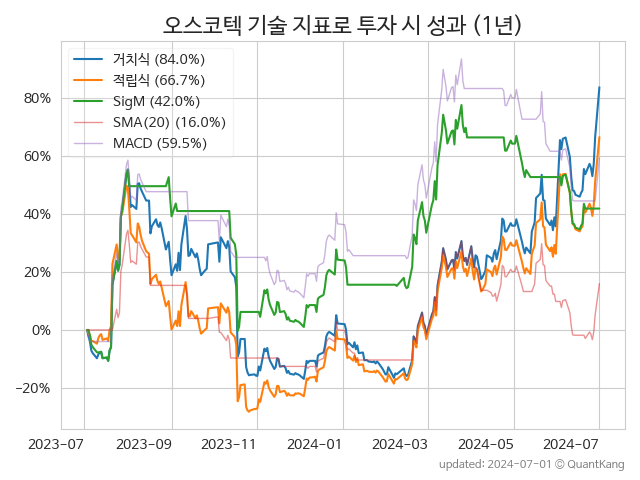 오스코텍 기술 지표로 투자 시 성과 (1년)
거치식 (84.0%)
적립식 (66.7%)
SigM (42.0%)
SMA(20) (16.0%)
MACD (59.5%)
80%
60%
40%
20%
0%
−20%
2023-07 2023-09 2023-11 2024-01 2024-03 2024-05 2024-07
updated: 2024-07-01 © QuantKang